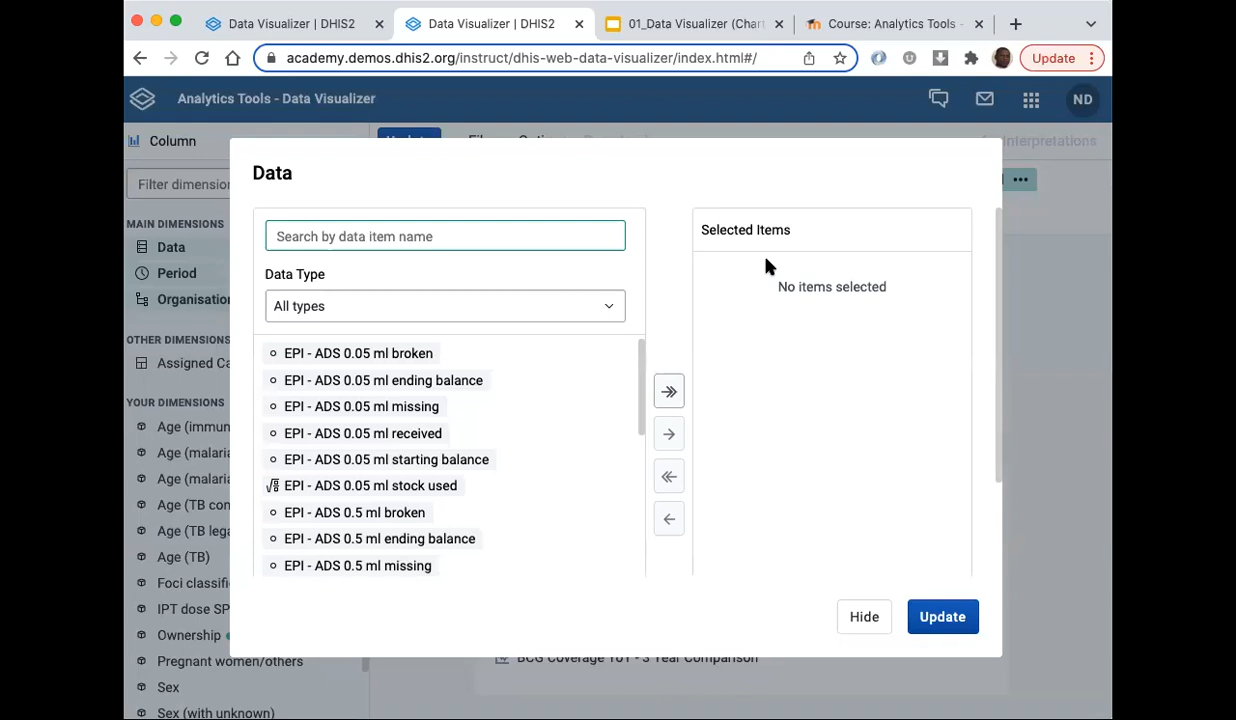 Data Visualizer | DHIS2
Data Visualizer | DHIS2
01_Data Visualizer (Chart
Course: Analytics Tools -
academy.demos.dhis2.org/instruct/dhis-web-data-visualizer/index.html#/
Update
Analytics Tools - Data Visualizer
ND
Column
Interpretations
Data
Filter dimension
Search by data item name
Selected Items
MAIN DIMENSIONS
Data
Period
Organisation
Data Type
All types
No items selected
OTHER DIMENSIONS
Assigned Ca
YOUR DIMENSIONS
Age (immun
Age (malaria
Age (malaria
Age (TB con
Age (TB lega
Age (TB)
Foci classifi
IPT dose SP
Ownership
Pregnant women/others
Sex
Sex (with unknown)
EPI - ADS 0.05 ml broken
EPI - ADS 0.05 ml ending balance
EPI - ADS 0.05 ml missing
EPI - ADS 0.05 ml received
EPI - ADS 0.05 ml starting balance
EPI - ADS 0.05 ml stock used
EPI - ADS 0.5 ml broken
EPI - ADS 0.5 ml ending balance
EPI - ADS 0.5 ml missing
Hide
Update
BCG Coverage YoY - 3 Year Comparison